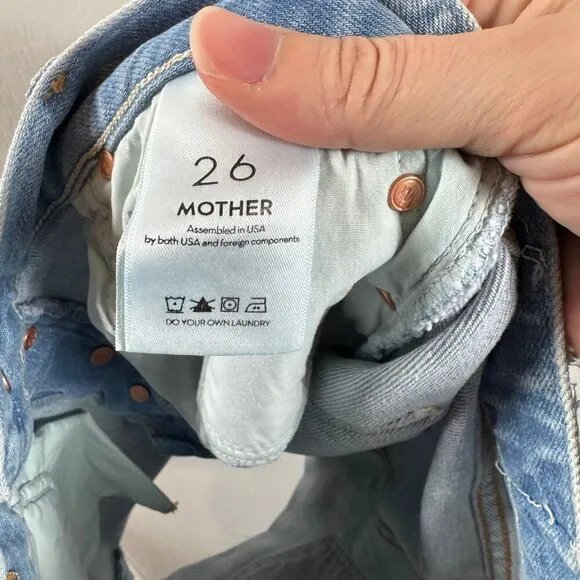 26
MOTHER
Assembled in USA
by both USA and foreign components
DO YOUR OWN LAUNDRY